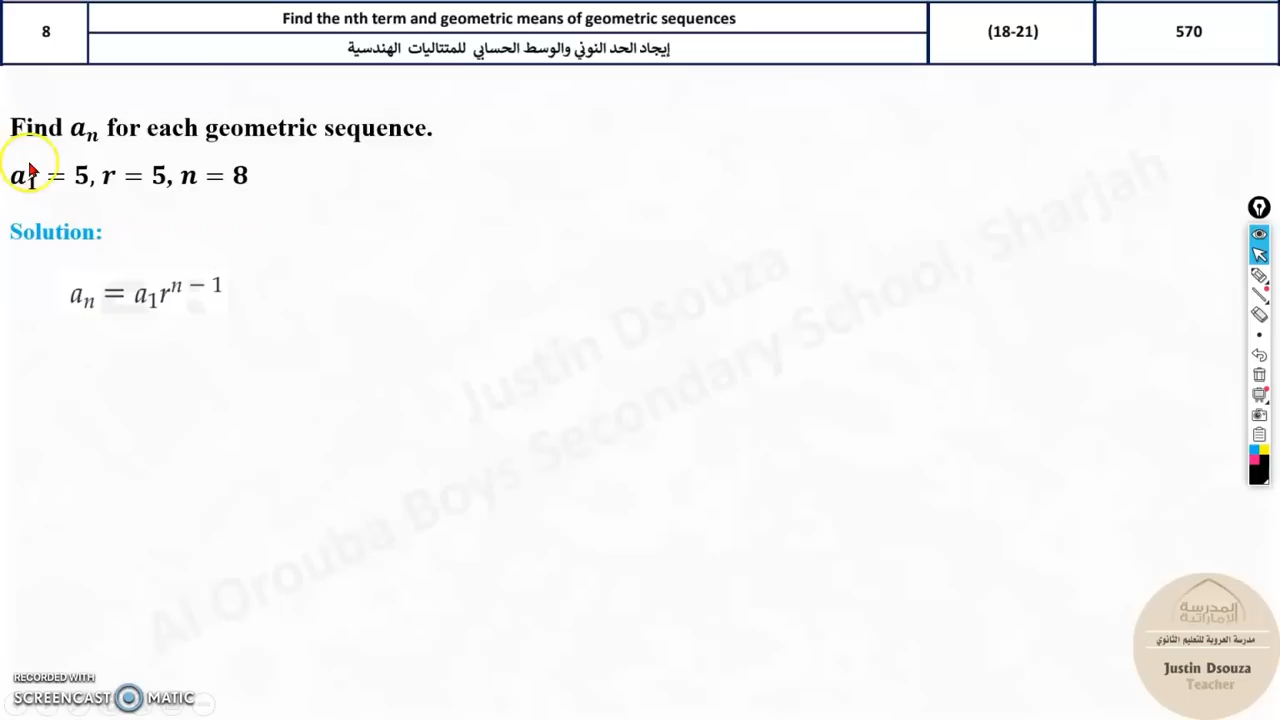 8
Find the nth term and geometric means of geometric sequences
إيجاد الحد النوني والوسط الحسابي للمتتاليات الهندسية
(18-21)
570
Find aₙ for each geometric sequence.
a₁ = 5, r = 5, n = 8
Solution:
aₙ = a₁rⁿ ⁻ ¹
Justin Dsouza
Al Orouba Boys Secondary School, Sharjah
المدرسة
الإماراتية
مدرسة العروبة للتعليم الثانوي
Justin Dsouza
Teacher
RECORDED WITH
SCREENCAST MATIC